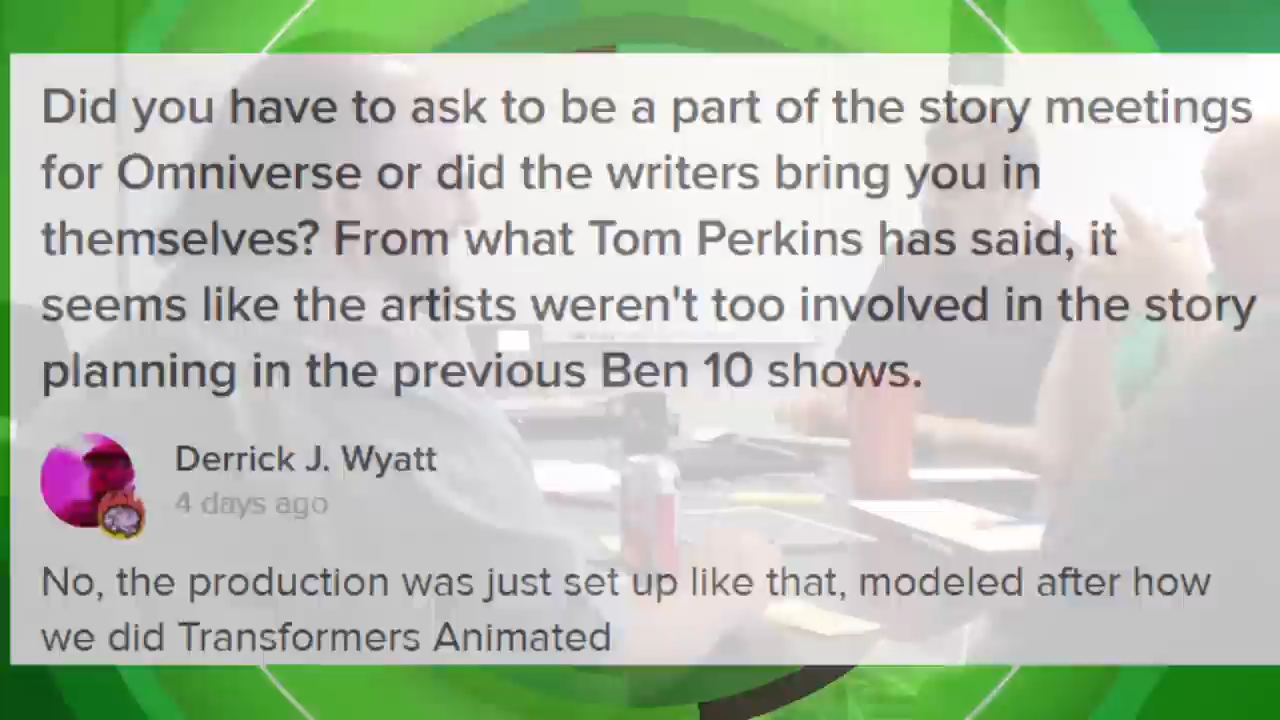 Did you have to ask to be a part of the story meetings
for Omniverse or did the writers bring you in
themselves? From what Tom Perkins has said, it
seems like the artists weren't too involved in the story
planning in the previous Ben 10 shows.
Derrick J. Wyatt
4 days ago
No, the production was just set up like that, modeled after how
we did Transformers Animated